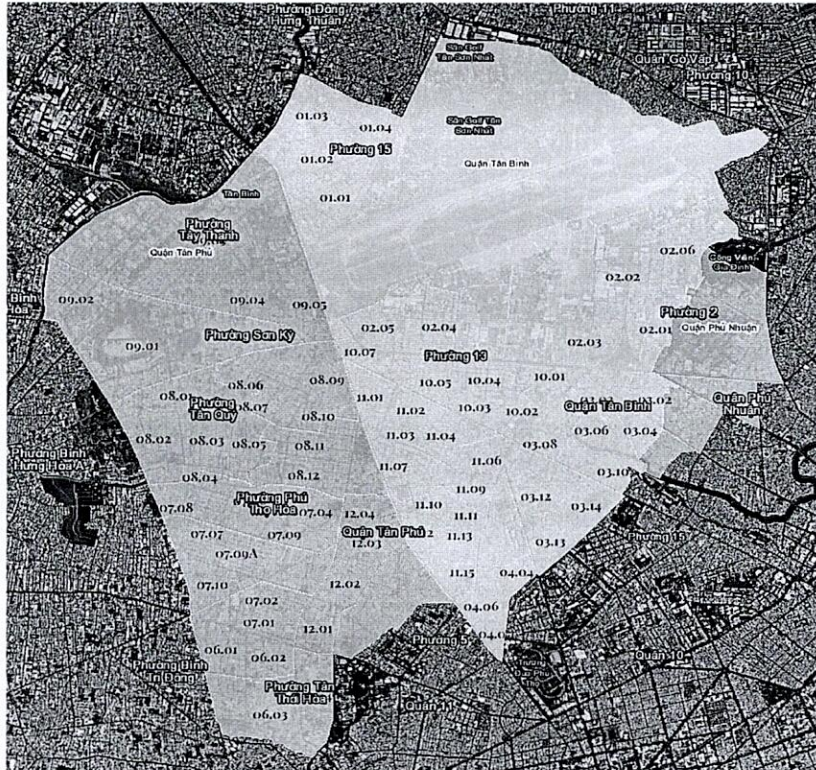 Phường Đông
Hưng Thuận
Phường 11
Sân Golf
Tân Sơn Nhất
Quận Gò Vấp
Phường 10
01.03
01.04
Sân Golf Tân
Sơn Nhất
01.02
Phường 15
Quận Tân Bình
Tân Bình
01.01
Phường
Tây Thạnh
Quận Tân Phú
02.06
Công Viên
Gia Định
02.02
Bình
Hòa
09.02
09.04
09.05
Phường 2
02.05
02.04
02.01
Quận Phú Nhuận
Phường Sơn Kỳ
09.01
02.03
10.07
Phường 13
08.06
08.09
10.05
10.04
10.01
Phường
Tân Quý
08.07
11.01
Quận Tân Bình
Quận Phú
Nhuận
08.10
11.02
10.03
10.02
08.02
08.03
08.05
08.11
11.03
11.04
03.08
03.06
03.04
Phường Bình
Hưng Hòa A
08.04
08.12
11.07
11.06
03.10
Phường Phú
Thọ Hòa
11.09
03.12
07.08
07.04
12.04
11.10
11.11
03.14
07.07
07.09
Quận Tân Phú
12.03
11.13
03.13
Phường 15
07.09A
07.10
12.02
11.15
04.04
07.02
04.06
07.01
12.01
06.01
06.02
Phường 5
04.0
Quận 10
Phường Bình
Trị Đông
Phường Tân
Thới Hòa
06.03
Quận 11